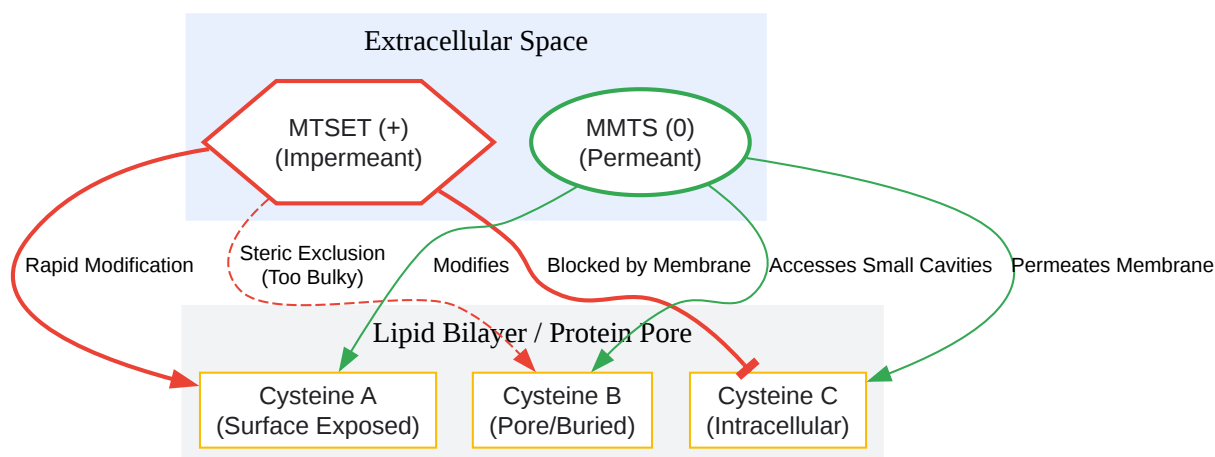 Extracellular Space
MTSET (+)
(Impermeant)
MMTS (0)
(Permeant)
Rapid Modification
Steric Exclusion
(Too Bulky)
Modifies
Blocked by Membrane
Accesses Small Cavities
Permeates Membrane
Lipid Bilayer / Protein Pore
Cysteine A
(Surface Exposed)
Cysteine B
(Pore/Buried)
Cysteine C
(Intracellular)